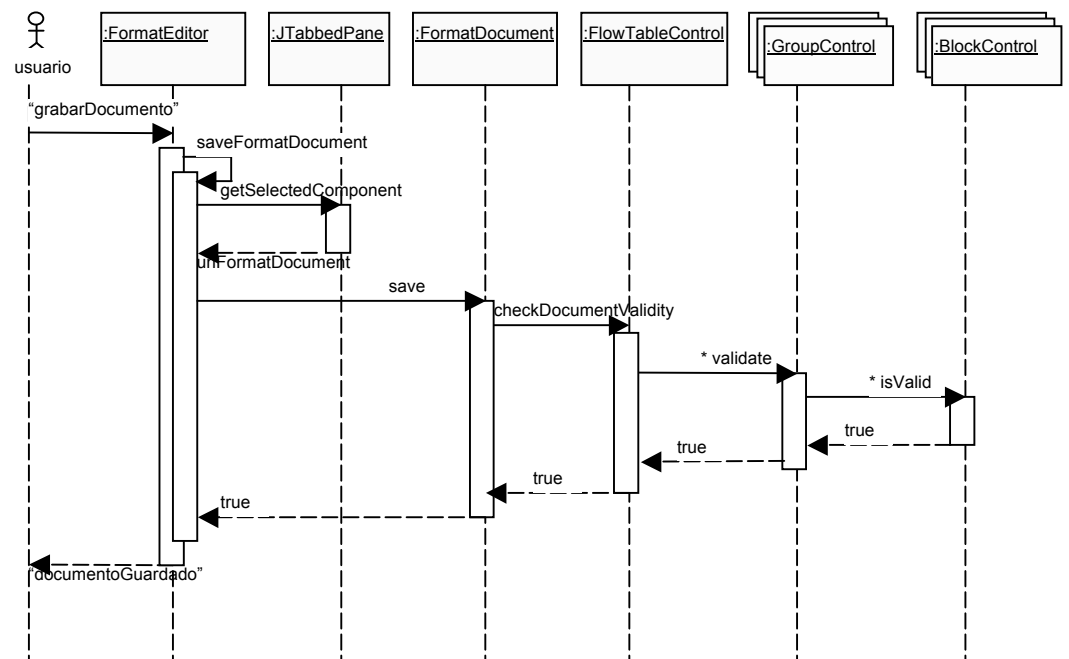 :FormatEditor
:JTabbedPane
:FormatDocument
:FlowTableControl
:GroupControl
:BlockControl
usuario
“grabarDocumento”
saveFormatDocument
getSelectedComponent
unFormatDocument
save
checkDocumentValidity
* validate
* isValid
true
true
true
true
“documentoGuardado”